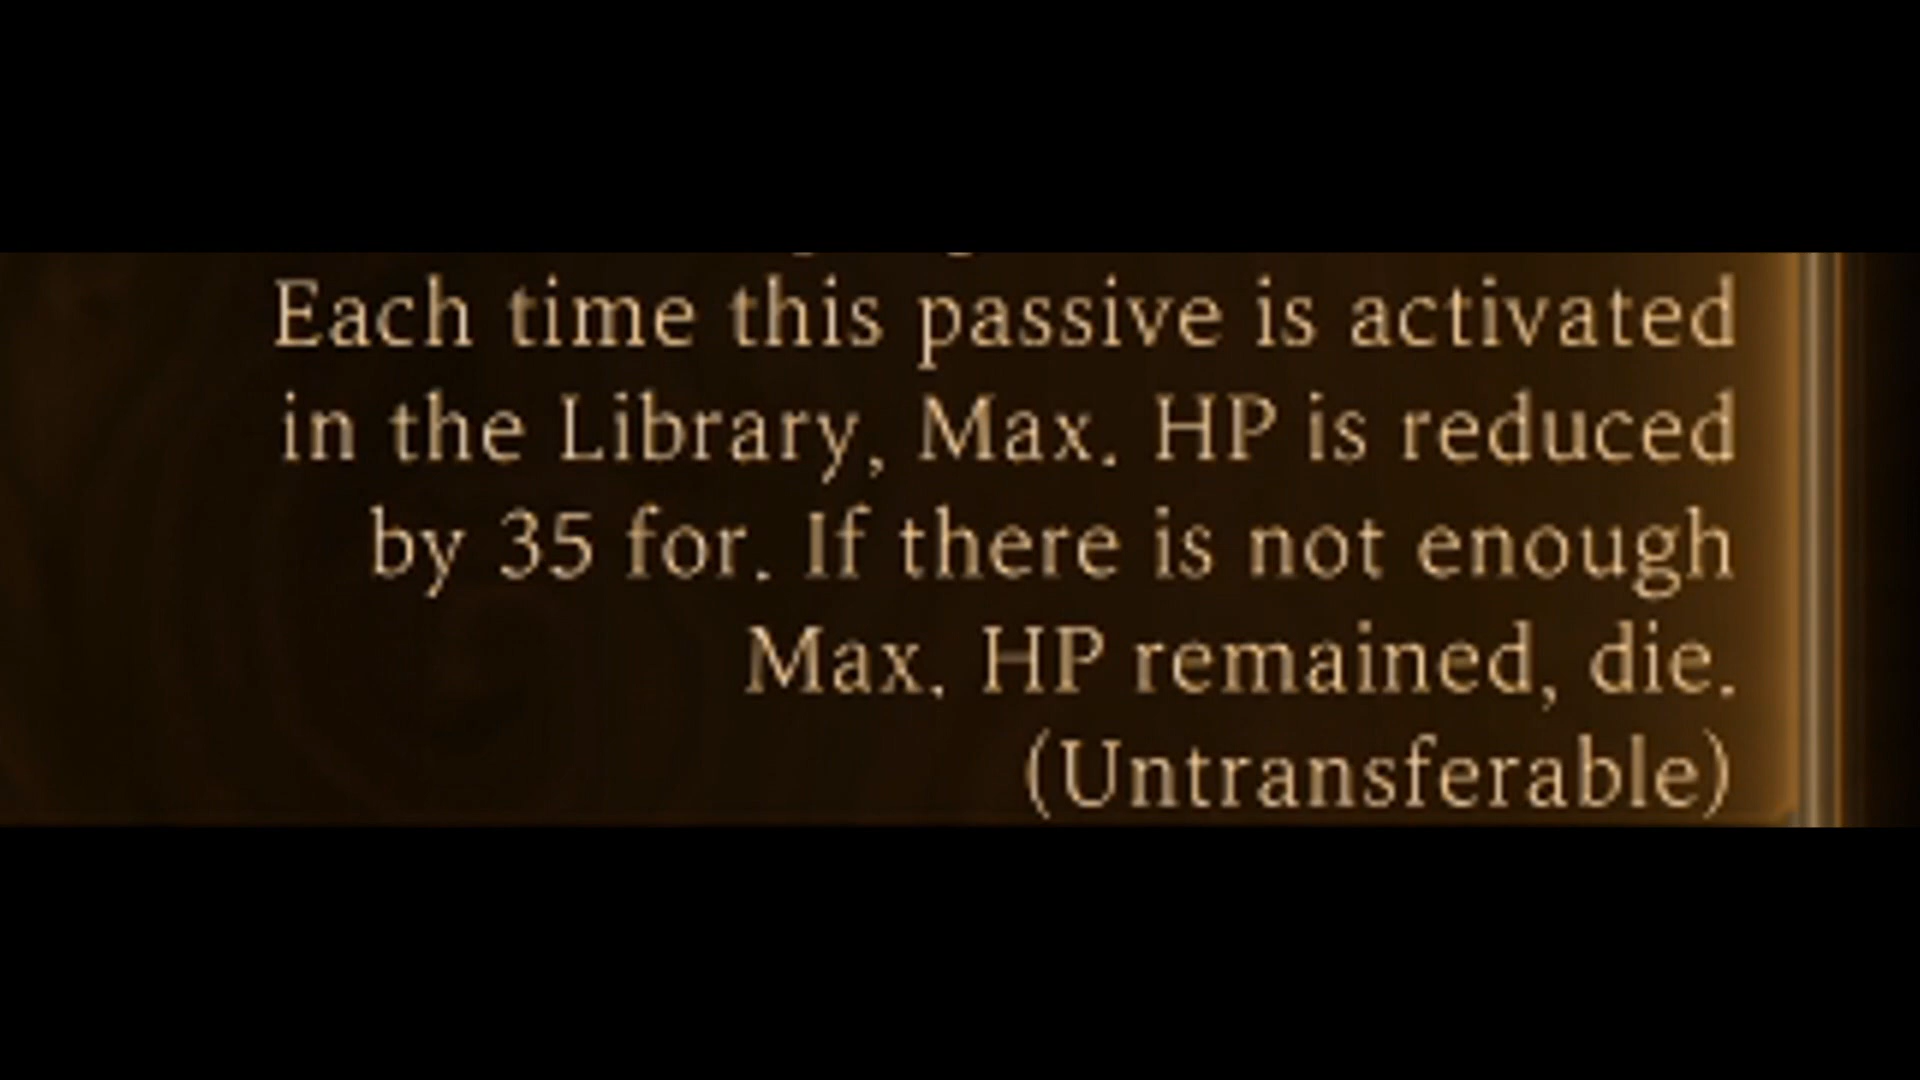 Each time this passive is activated
in the Library, Max. HP is reduced
by 35 for. If there is not enough
Max. HP remained, die.
(Untransferable)